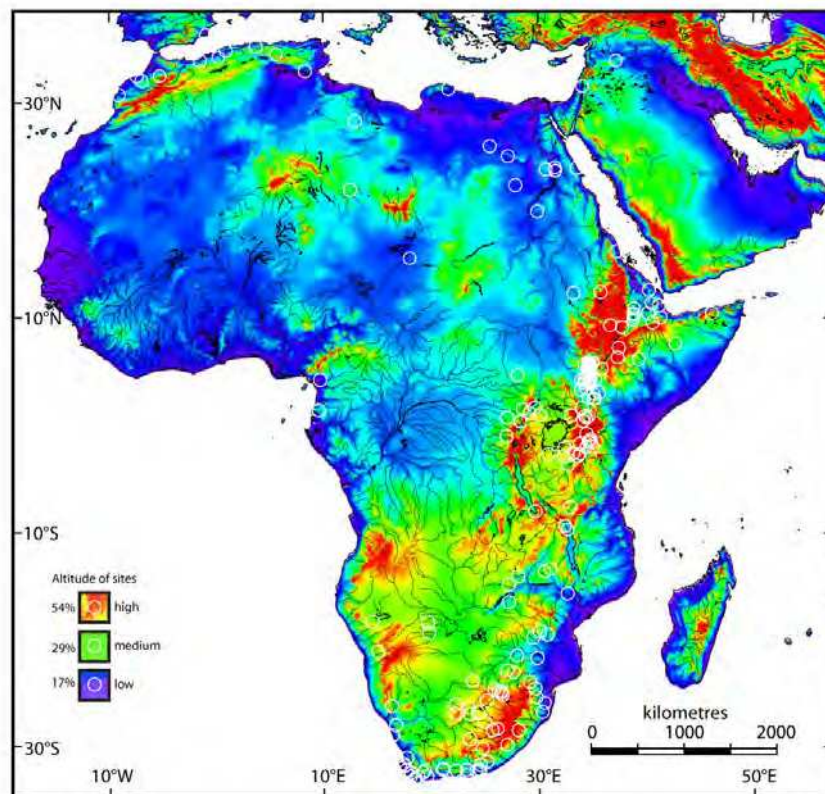 30°N
10°N
10°S
30°S
Altitude of sites
54% high
29% medium
17% low
kilometres
0 1000 2000
10°W 10°E 30°E 50°E